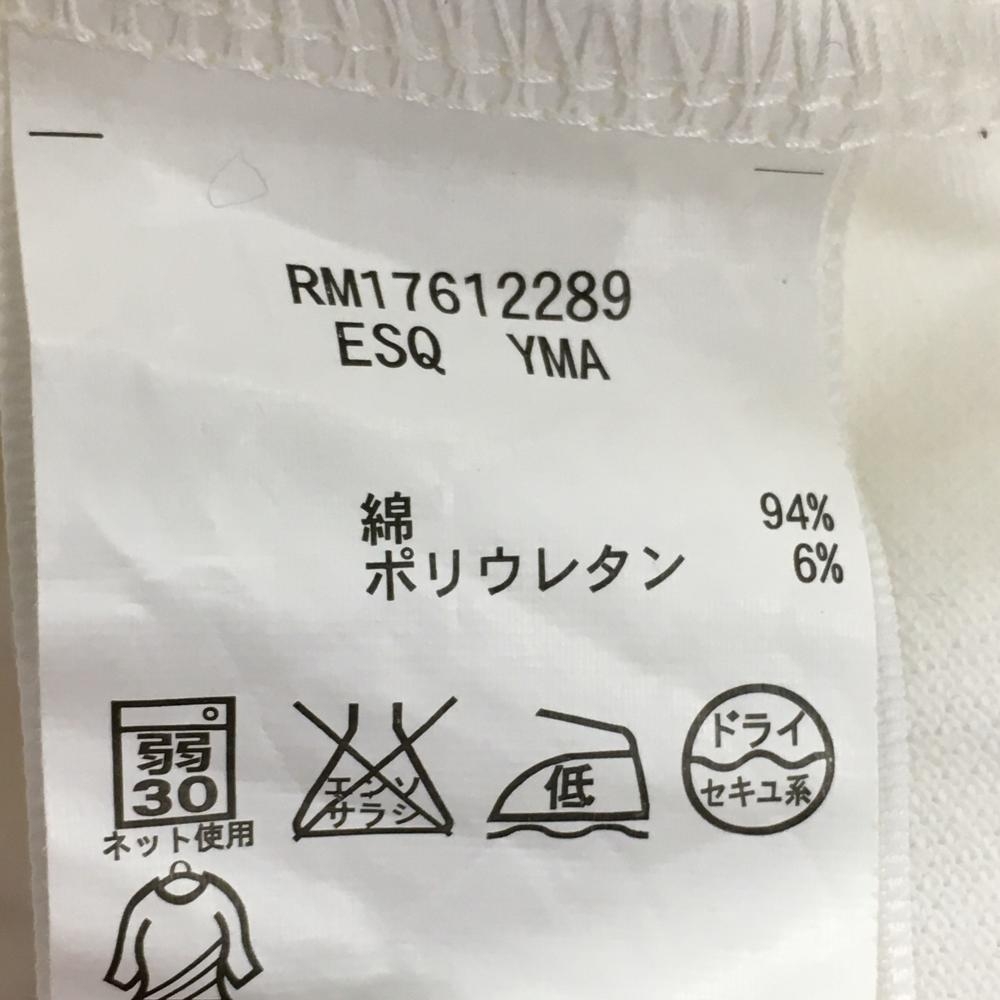 RM17612289
ESQ YMA
綿 94%
ポリウレタン 6%
弱
30
ネット使用
エンソ
サラシ
低
ドライ
セキユ系